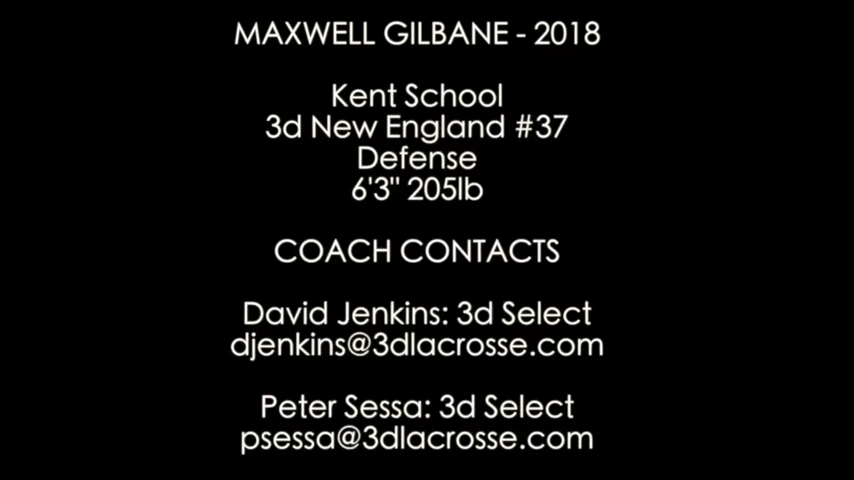 MAXWELL GILBANE - 2018
Kent School
3d New England #37
Defense
6'3" 205lb
COACH CONTACTS
David Jenkins: 3d Select
djenkins@3dlacrosse.com
Peter Sessa: 3d Select
psessa@3dlacrosse.com